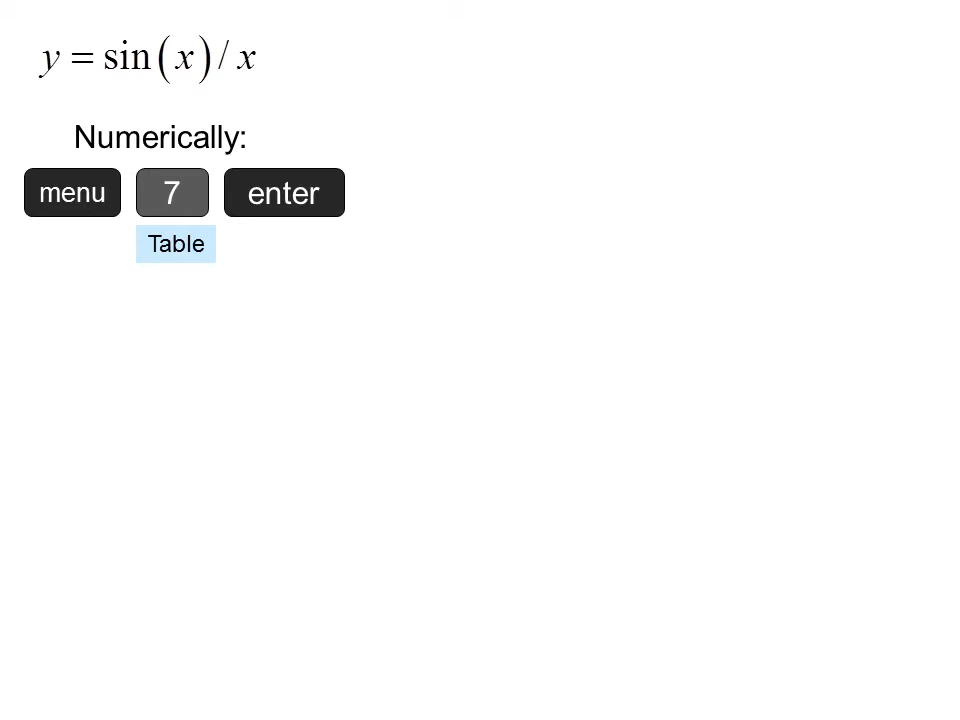 y = sin(x)/x
Numerically:
menu 7 enter
Table